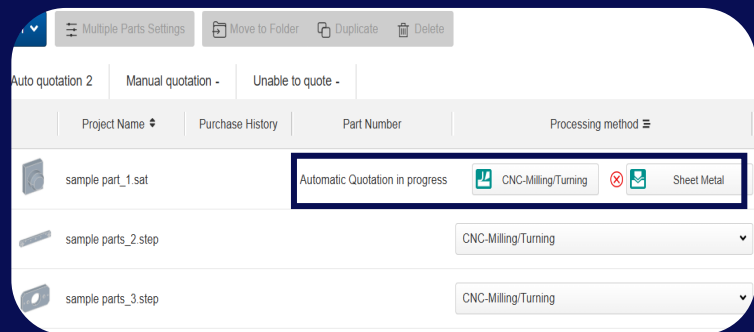 Multiple Parts Settings Move to Folder Duplicate Delete
Auto quotation 2 Manual quotation - Unable to quote -
Project Name Purchase History Part Number Processing method
sample part_1.sat Automatic Quotation in progress CNC-Milling/Turning Sheet Metal
sample parts_2.step CNC-Milling/Turning
sample parts_3.step CNC-Milling/Turning